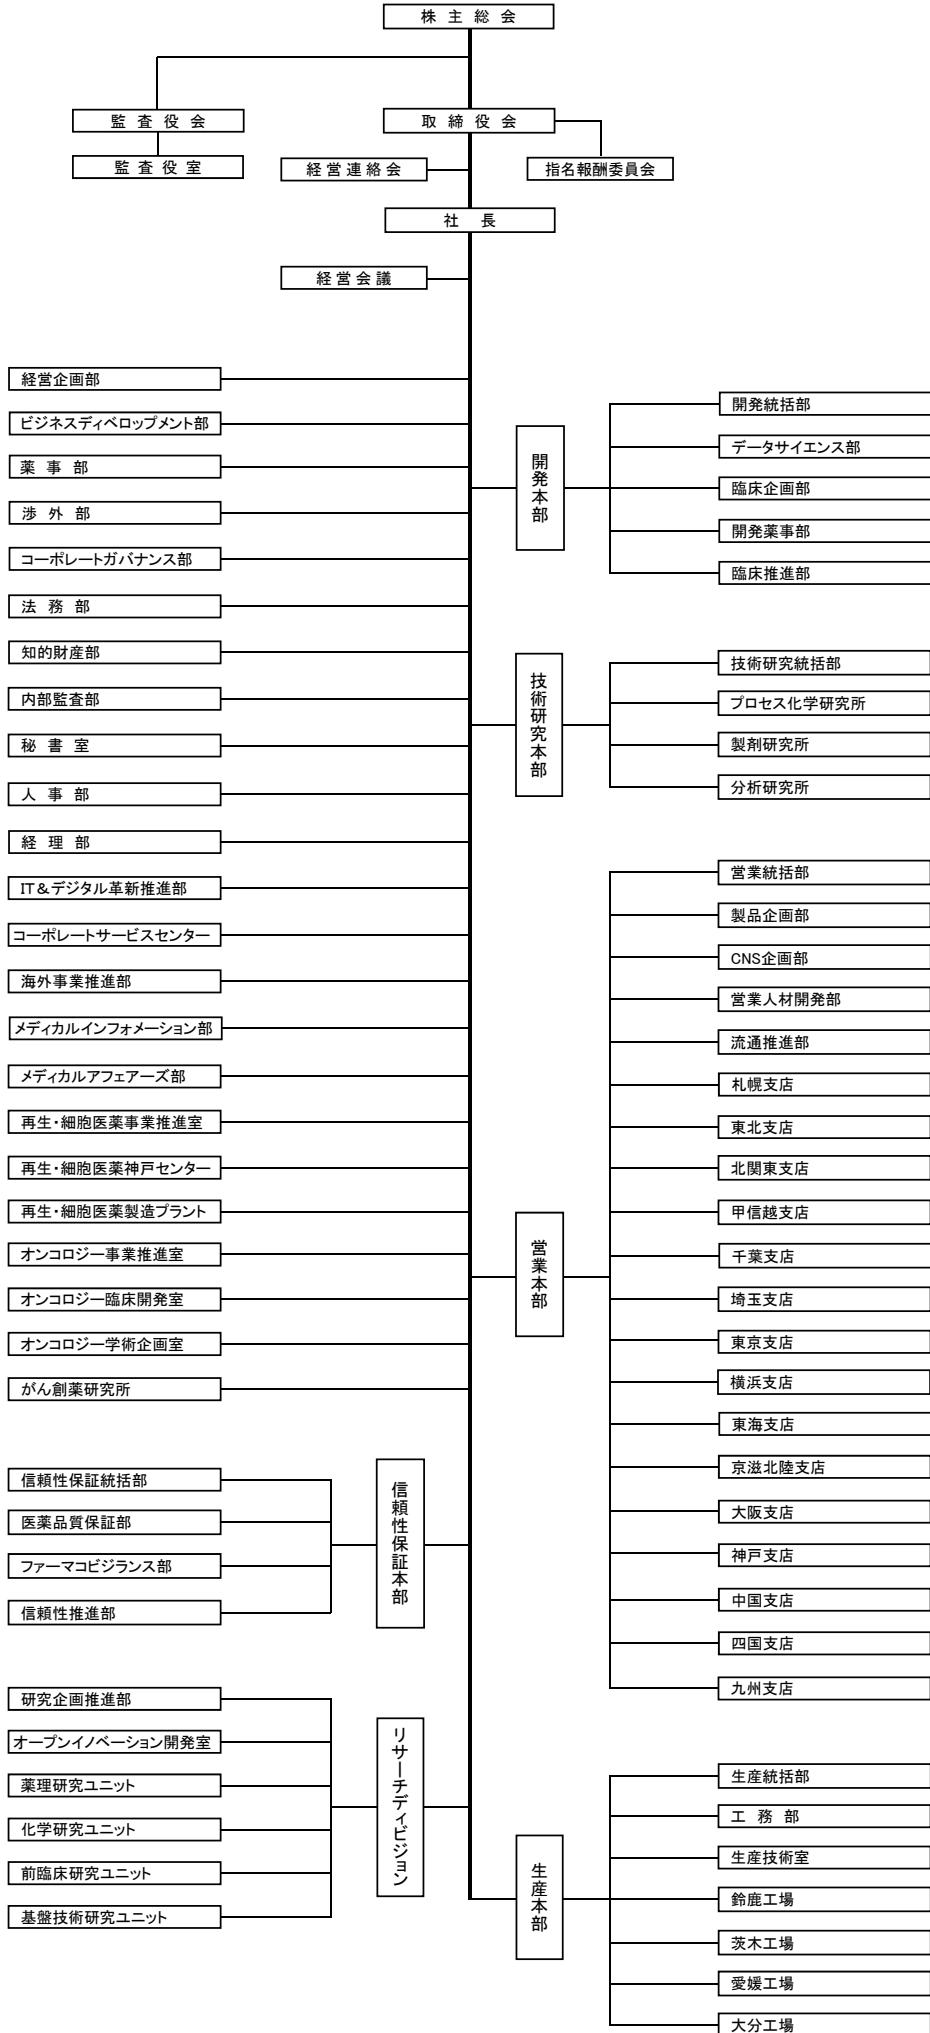 株 主 総 会
監 査 役 会
取 締 役 会
監 査 役 室
経 営 連 絡 会
指名報酬委員会
社 長
経 営 会 議
経営企画部
ビジネスディベロップメント部
薬 事 部
渉 外 部
コーポレートガバナンス部
法 務 部
知的財産部
内部監査部
秘 書 室
人 事 部
経 理 部
IT&デジタル革新推進部
コーポレートサービスセンター
海外事業推進部
メディカルインフォメーション部
メディカルアフェアーズ部
再生・細胞医薬事業推進室
再生・細胞医薬神戸センター
再生・細胞医薬製造プラント
オンコロジー事業推進室
オンコロジー臨床開発室
オンコロジー学術企画室
がん創薬研究所
信頼性保証本部
信頼性保証統括部
医薬品質保証部
ファーマコビジランス部
信頼性推進部
リサーチディビジョン
研究企画推進部
オープンイノベーション開発室
薬理研究ユニット
化学研究ユニット
前臨床研究ユニット
基盤技術研究ユニット
開発本部
開発統括部
データサイエンス部
臨床企画部
開発薬事部
臨床推進部
技術研究本部
技術研究統括部
プロセス化学研究所
製剤研究所
分析研究所
営業本部
営業統括部
製品企画部
CNS企画部
営業人材開発部
流通推進部
札幌支店
東北支店
北関東支店
甲信越支店
千葉支店
埼玉支店
東京支店
横浜支店
東海支店
京滋北陸支店
大阪支店
神戸支店
中国支店
四国支店
九州支店
生産本部
生産統括部
工 務 部
生産技術室
鈴鹿工場
茨木工場
愛媛工場
大分工場